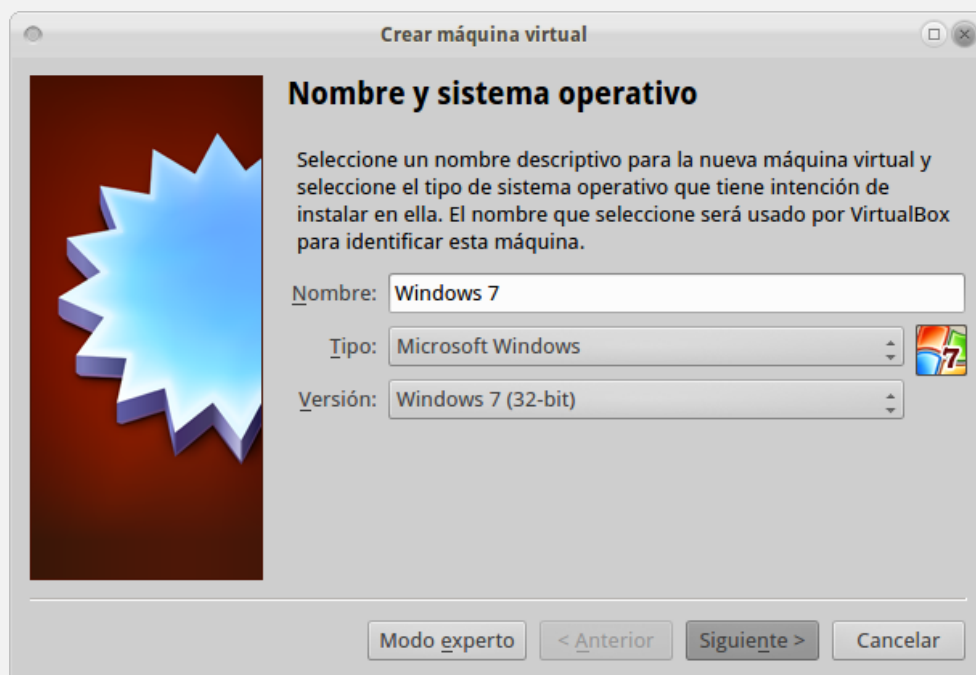 Crear máquina virtual
Nombre y sistema operativo
Seleccione un nombre descriptivo para la nueva máquina virtual y
seleccione el tipo de sistema operativo que tiene intención de
instalar en ella. El nombre que seleccione será usado por VirtualBox
para identificar esta máquina.
Nombre: Windows 7
Tipo: Microsoft Windows
7
Versión: Windows 7 (32-bit)
Modo experto < Anterior Siguiente > Cancelar